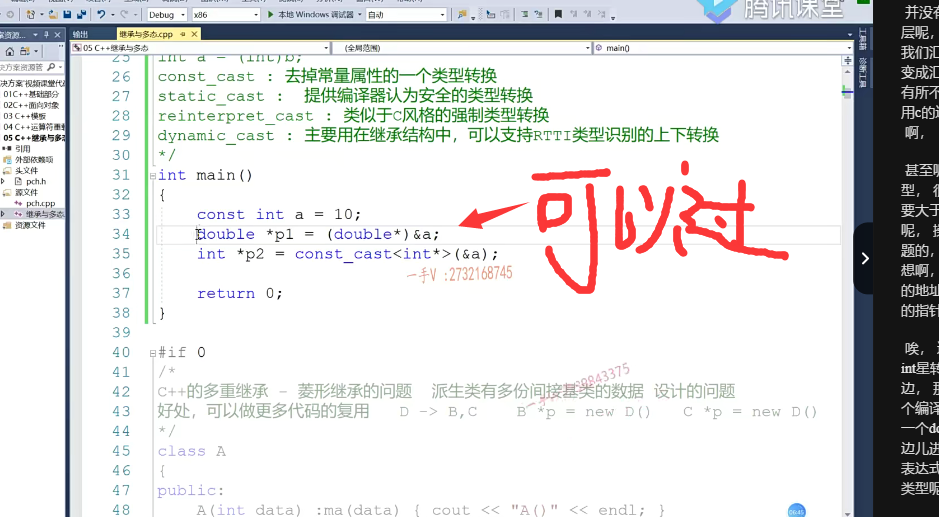 腾讯课堂
Debug
x86
本地 Windows 调试器
自动
输出
继承与多态.cpp
05 C++继承与多态
(全局范围)
main()
01C++基础部分
02C++面向对象
03 C++模板
04 C++运算符重载
05 C++继承与多态
引用
外部依赖项
头文件
pch.h
源文件
pch.cpp
继承与多态.
资源文件
25 int a = (int)b;
26 const_cast : 去掉常量属性的一个类型转换
27 static_cast : 提供编译器认为安全的类型转换
28 reinterpret_cast : 类似于C风格的强制类型转换
29 dynamic_cast : 主要用在继承结构中，可以支持RTTI类型识别的上下转换
30 */
31 int main()
32 {
33 const int a = 10;
34 double *p1 = (double*)&a;
35 int *p2 = const_cast<int*>(&a);
36
37 return 0;
38 }
39
40 #if 0
41 /*
42 C++的多重继承 - 菱形继承的问题 派生类有多份间接基类的数据 设计的问题
43 好处，可以做更多代码的复用 D -> B,C B *p = new D() C *p = new D()
44 */
45 class A
46 {
47 public:
48 A(int data) :ma(data) { cout << "A()" << endl; }
可以过
一手V :2732168745
06:45
并没有
层呢，
我们汇
变成汇
有所不
用c的
啊，
甚至
型，很
要大于
呢，
题的，
想啊，
的地址
的指针
唉，
int星转
边，
个编译
一个do
边儿进
表达式
类型呢